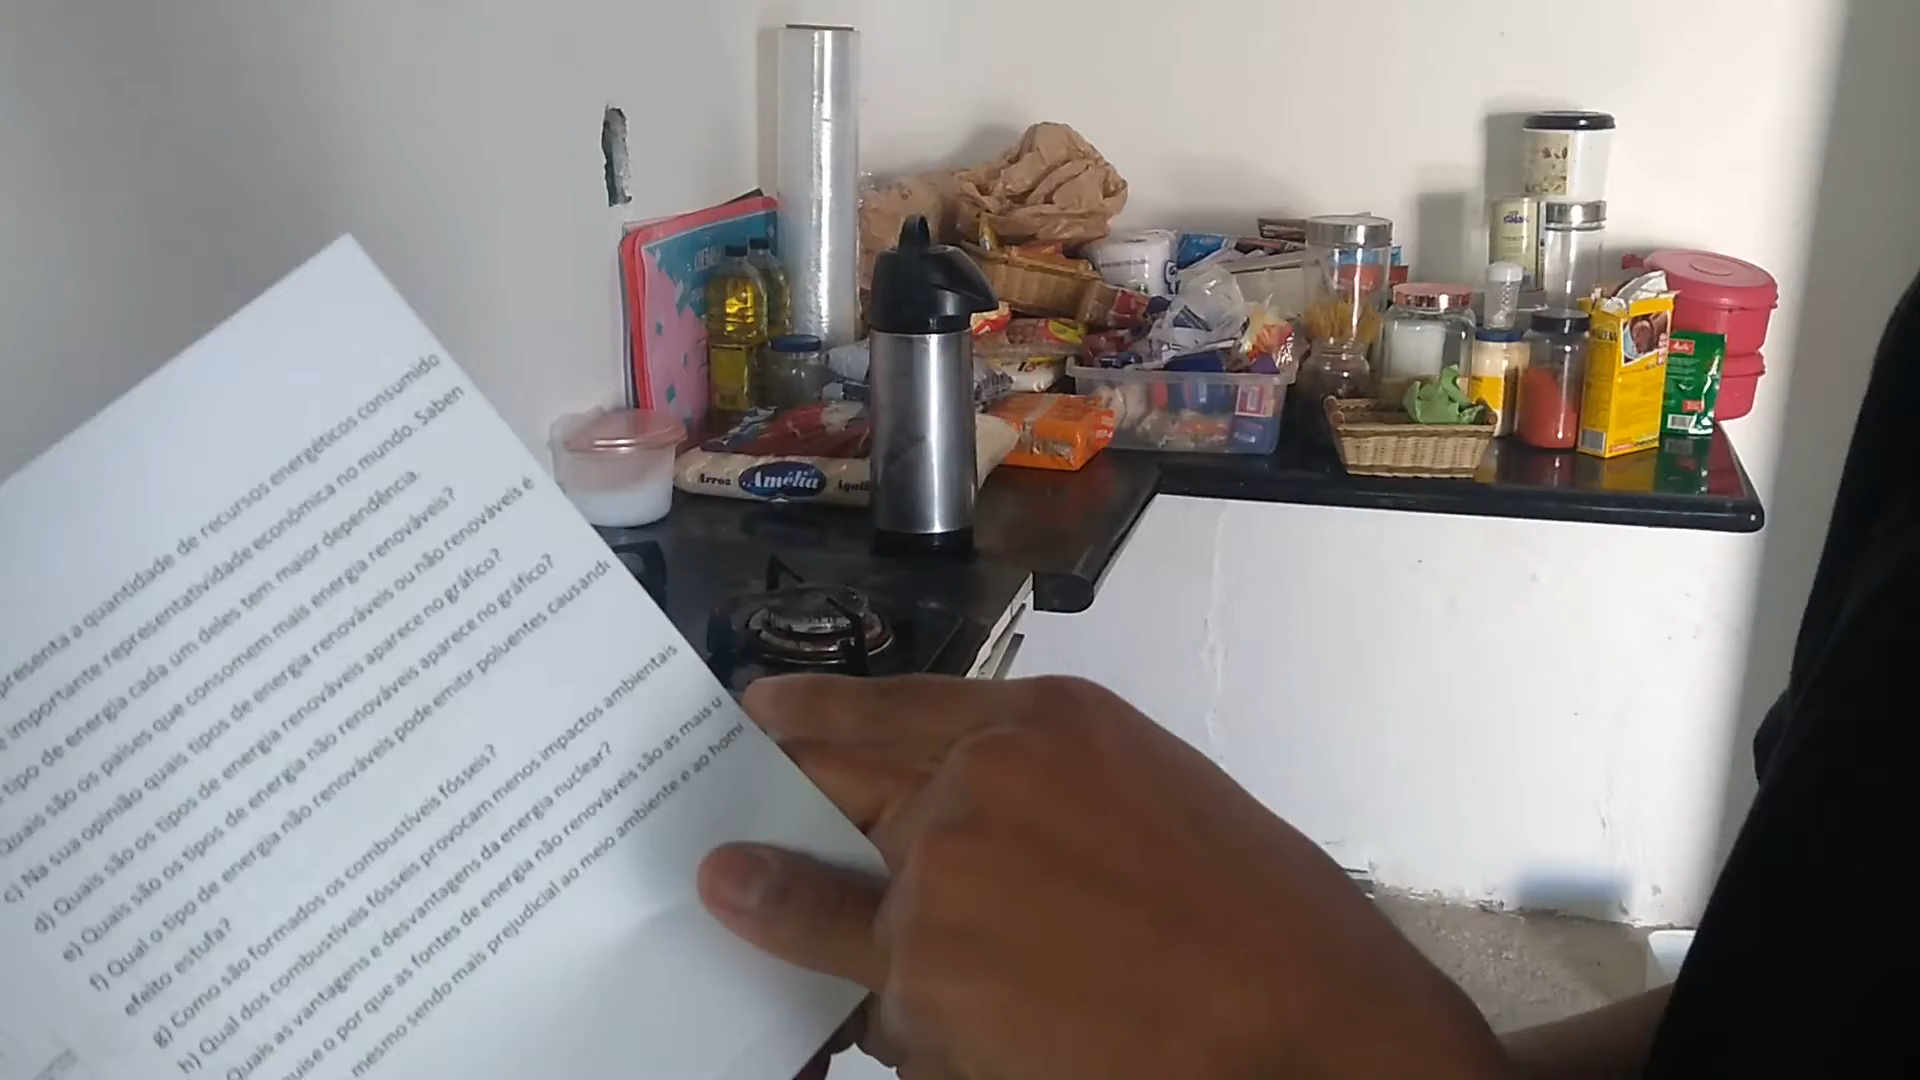 presenta a quantidade de recursos energéticos consumido
importante representatividade econômica no mundo. Saben
tipo de energia cada um deles tem maior dependência.
Quais são os países que consomem mais energia renováveis?
c) Na sua opinião quais tipos de energia renováveis ou não renováveis é
d) Quais são os tipos de energia renováveis aparece no gráfico?
e) Quais são os tipos de energia não renováveis aparece no gráfico?
f) Qual o tipo de energia não renováveis pode emitir poluentes causand
efeito estufa?
g) Como são formados os combustíveis fósseis?
h) Qual dos combustíveis fósseis provocam menos impactos ambientais
Quais as vantagens e desvantagens da energia nuclear?
quise o por que as fontes de energia não renováveis são as mais u
mesmo sendo mais prejudicial ao meio ambiente e ao hom
Arroz Amélia